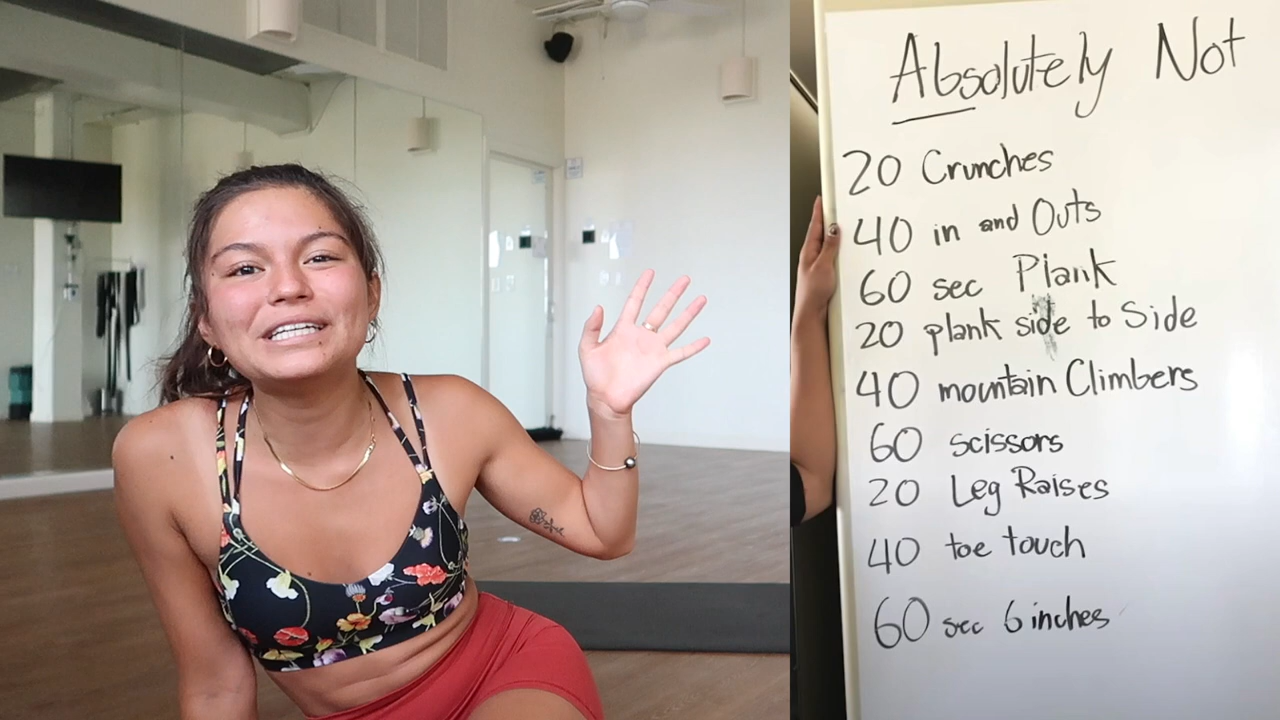 Absolutely Not
20 Crunches
40 in and Outs
60 sec Plank
20 plank side to Side
40 mountain Climbers
60 scissors
20 Leg Raises
40 toe touch
60 sec 6 inches